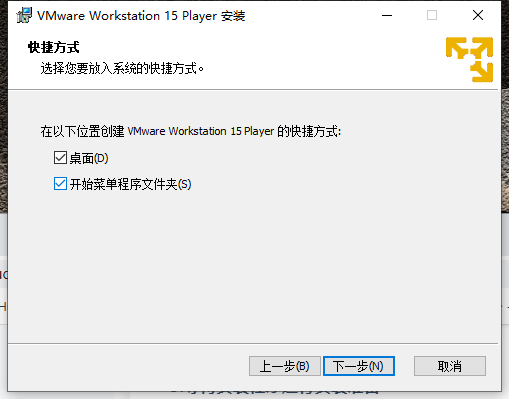 VMware Workstation 15 Player 安装
快捷方式
选择您要放入系统的快捷方式。
在以下位置创建 VMware Workstation 15 Player 的快捷方式:
桌面(D)
开始菜单程序文件夹(S)
上一步(B)
下一步(N)
取消